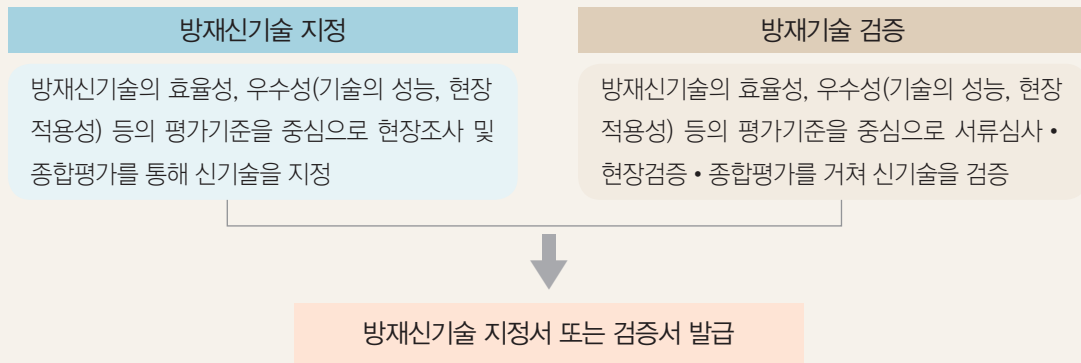 방재신기술 지정
방재신기술의 효율성, 우수성(기술의 성능, 현장
적용성) 등의 평가기준을 중심으로 현장조사 및
종합평가를 통해 신기술을 지정
방재기술 검증
방재신기술의 효율성, 우수성(기술의 성능, 현장
적용성) 등의 평가기준을 중심으로 서류심사 •
현장검증 • 종합평가를 거쳐 신기술을 검증
방재신기술 지정서 또는 검증서 발급